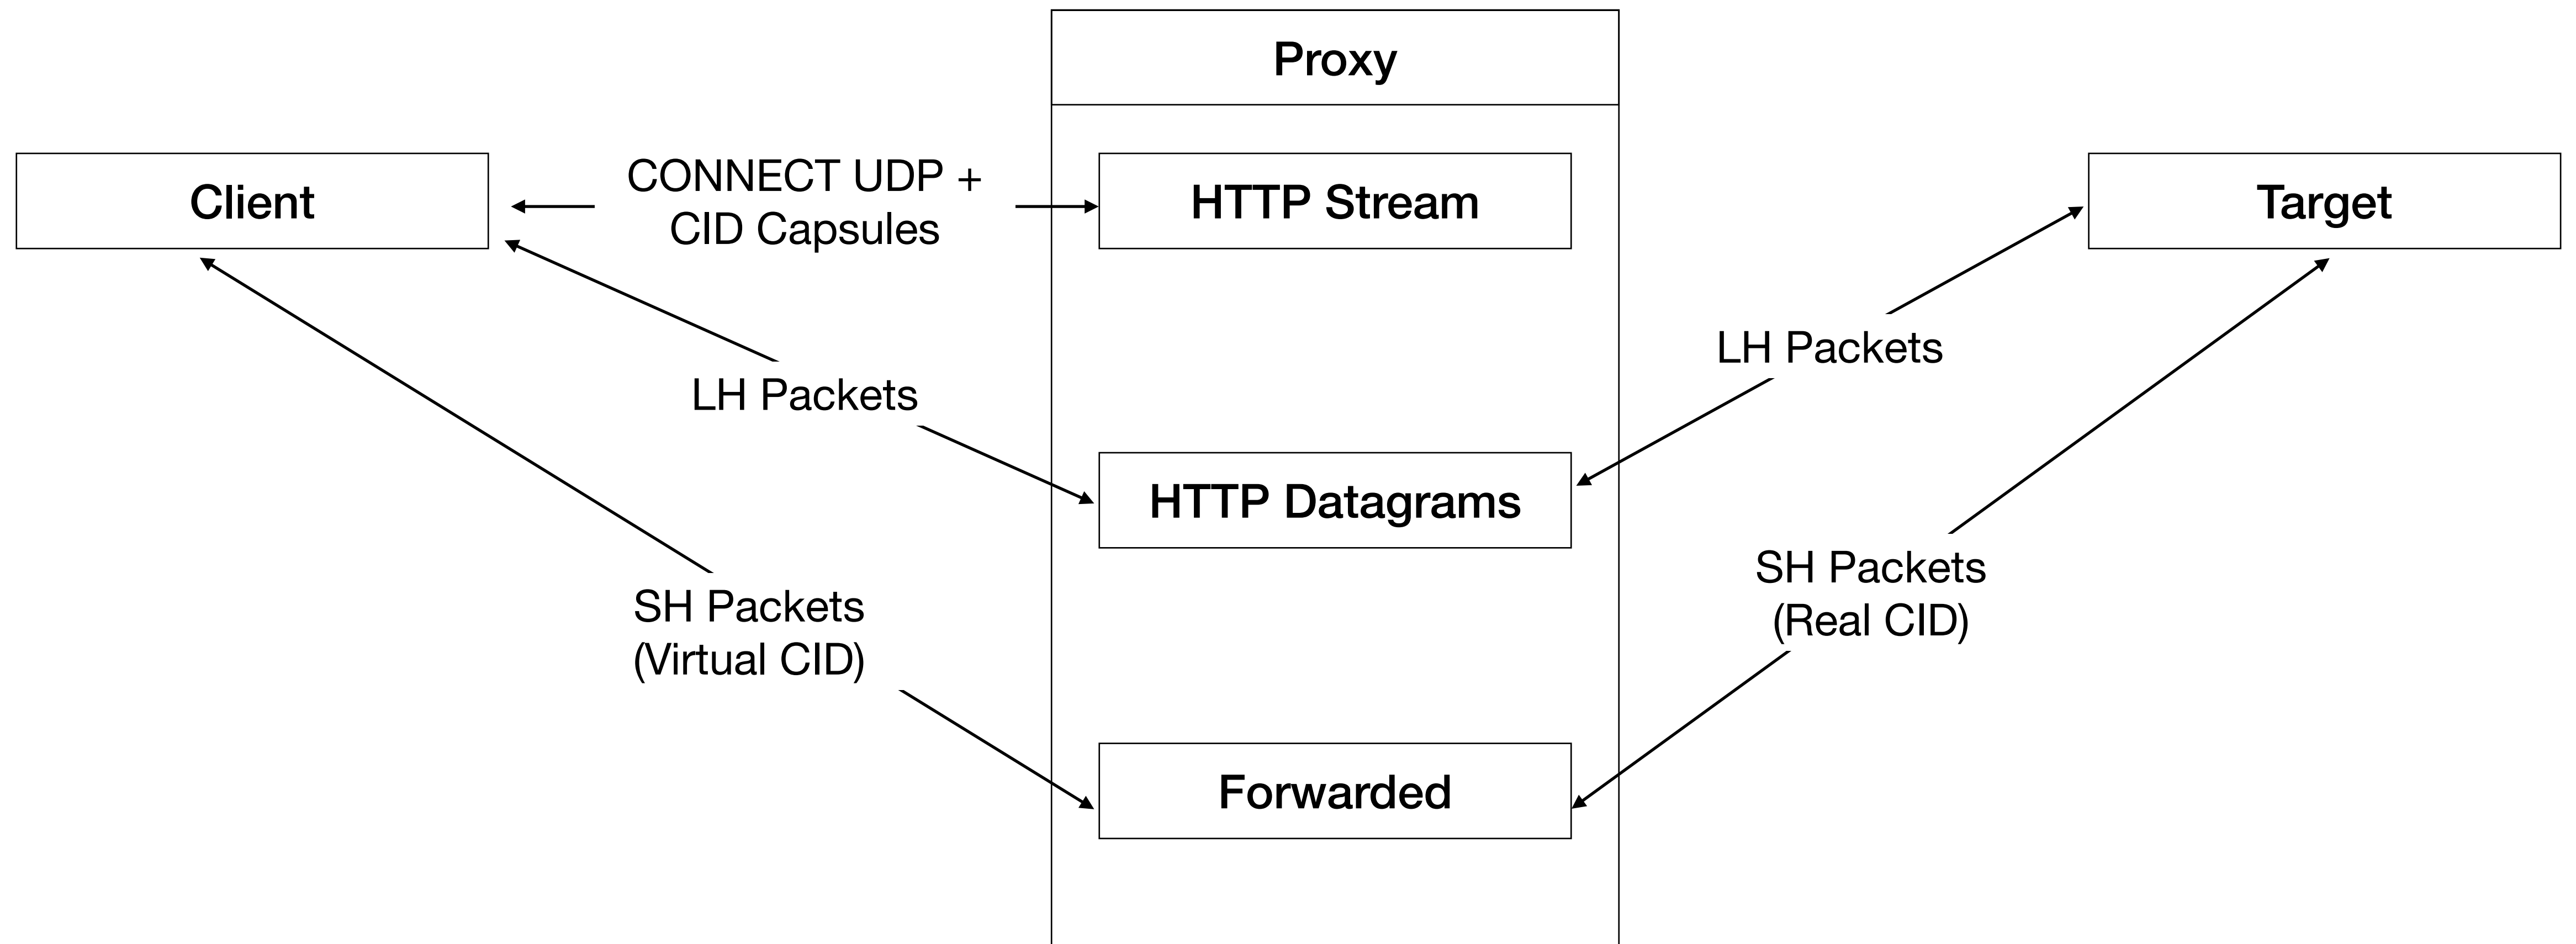 Proxy
Client
CONNECT UDP +
CID Capsules
HTTP Stream
Target
LH Packets
LH Packets
HTTP Datagrams
SH Packets
(Virtual CID)
SH Packets
(Real CID)
Forwarded